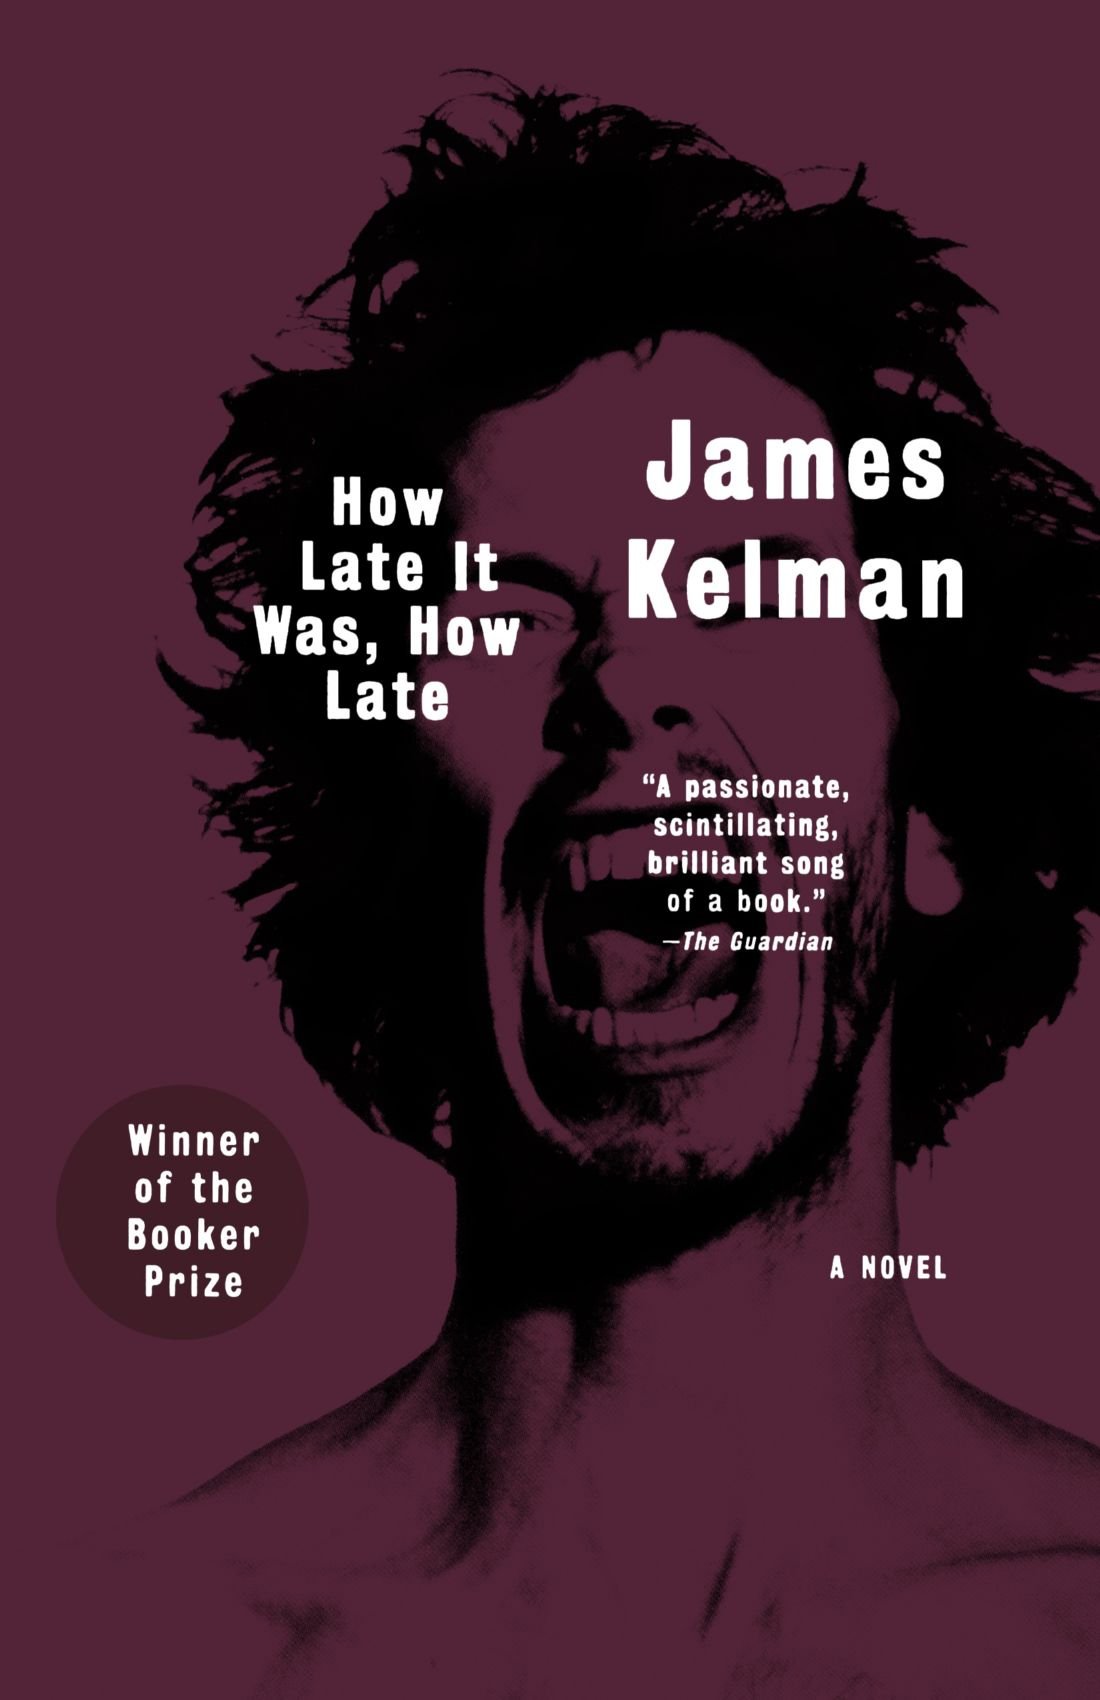 How
Late It
Was, How
Late
James
Kelman
“A passionate,
scintillating,
brilliant song
of a book.”
—The Guardian
Winner
of the
Booker
Prize
A NOVEL